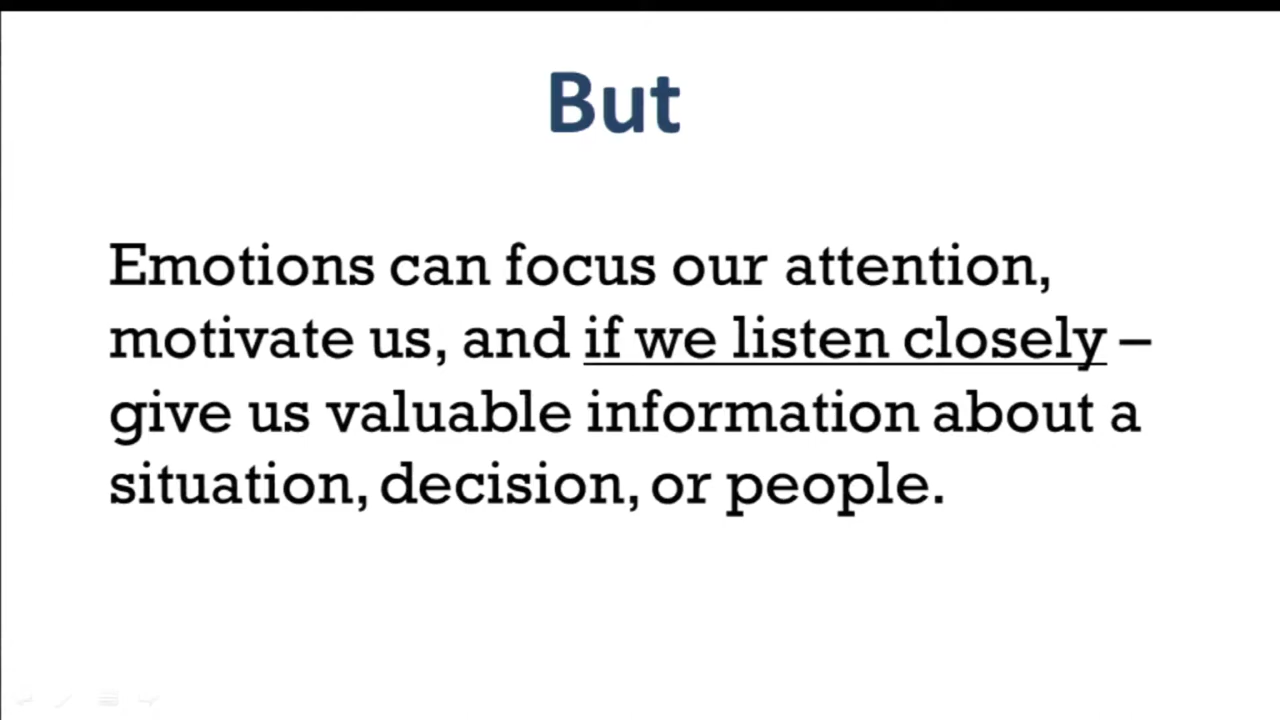 But
Emotions can focus our attention,
motivate us, and if we listen closely –
give us valuable information about a
situation, decision, or people.